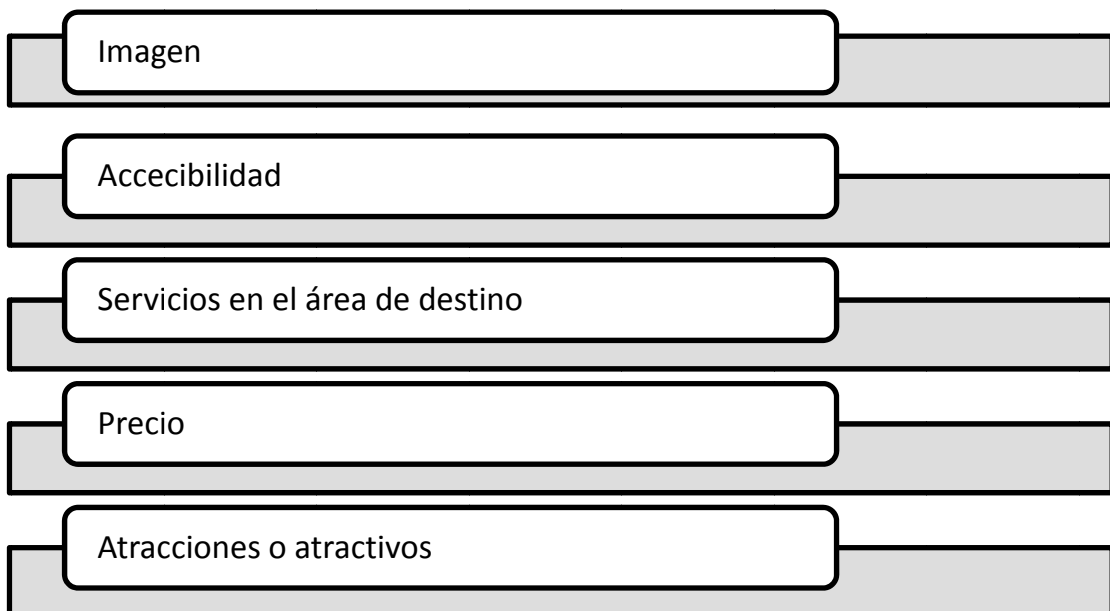 Imagen
Accecibilidad
Servicios en el área de destino
Precio
Atracciones o atractivos